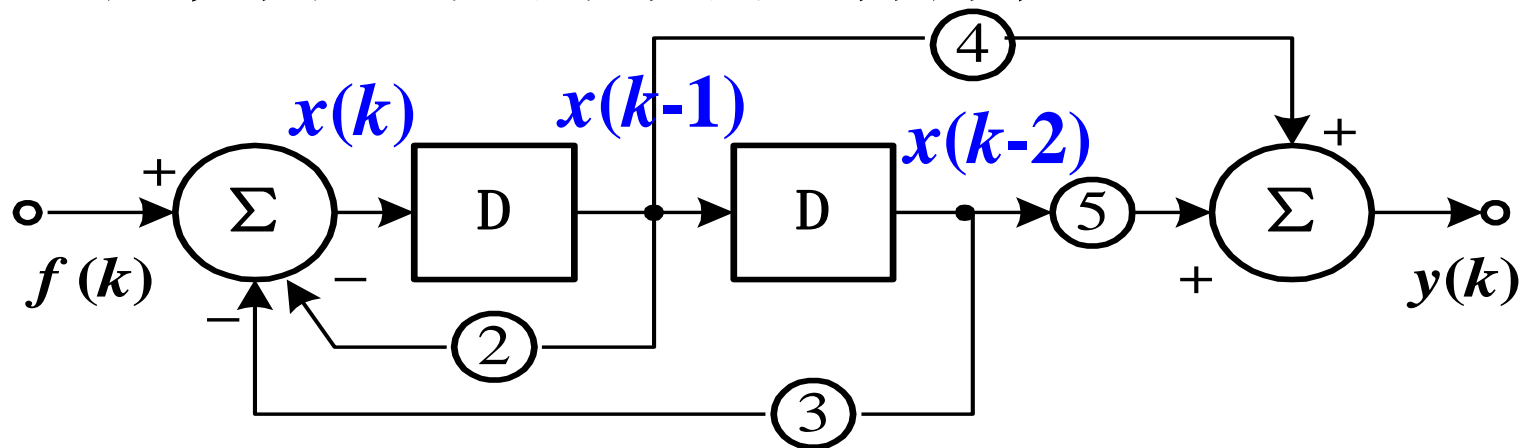 4
x(k) x(k-1) x(k-2)
+ Σ D D 5 Σ +
f (k) − − + y(k)
2
3